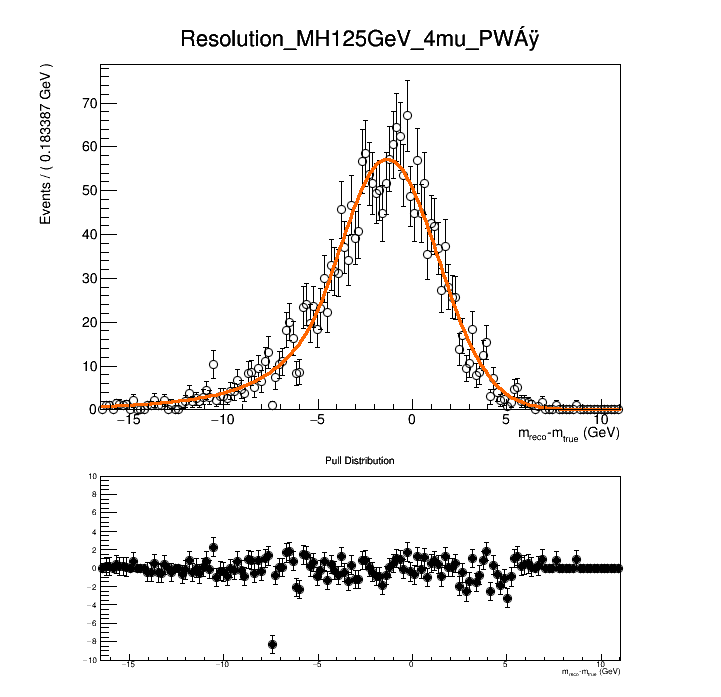 Resolution_MH125GeV_4mu_PWÁÿ
Events / ( 0.183387 GeV )
70
60
50
40
30
20
10
0
−15 −10 −5 0 5 10
m_reco-m_true (GeV)
Pull Distribution
10
8
6
4
2
0
−2
−4
−6
−8
−10
−15 −10 −5 0 5 10
m_reco-m_true (GeV)